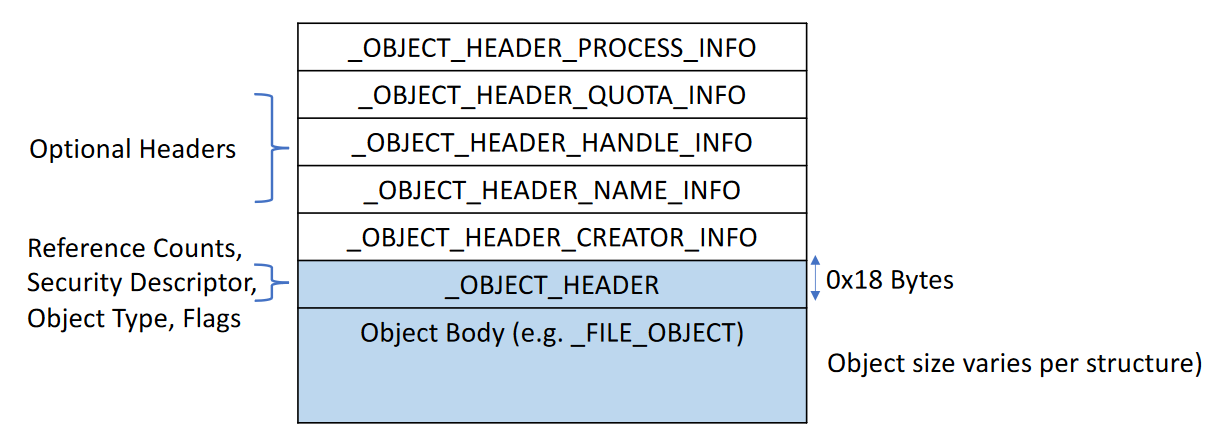 _OBJECT_HEADER_PROCESS_INFO
_OBJECT_HEADER_QUOTA_INFO
Optional Headers
_OBJECT_HEADER_HANDLE_INFO
_OBJECT_HEADER_NAME_INFO
_OBJECT_HEADER_CREATOR_INFO
Reference Counts,
Security Descriptor,
Object Type, Flags
_OBJECT_HEADER
0x18 Bytes
Object Body (e.g. _FILE_OBJECT)
Object size varies per structure)